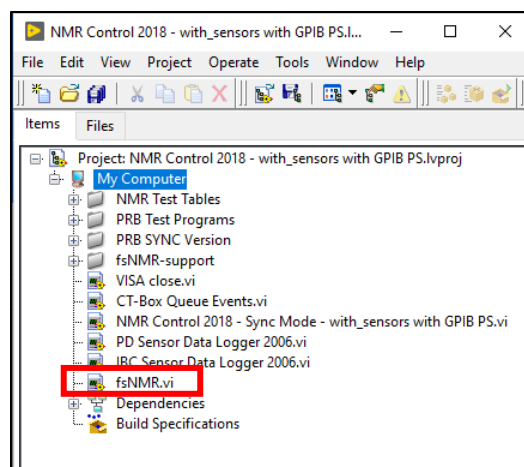 NMR Control 2018 - with_sensors with GPIB PS.l...
File Edit View Project Operate Tools Window Help
Items Files
Project: NMR Control 2018 - with_sensors with GPIB PS.lvproj
My Computer
NMR Test Tables
PRB Test Programs
PRB SYNC Version
fsNMR-support
VISA close.vi
CT-Box Queue Events.vi
NMR Control 2018 - Sync Mode - with_sensors with GPIB PS.vi
PD Sensor Data Logger 2006.vi
IBC Sensor Data Logger 2006.vi
fsNMR.vi
Dependencies
Build Specifications